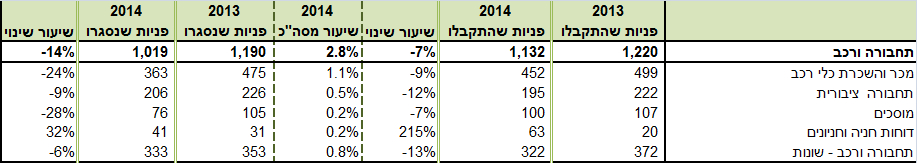 2013 2014 2014 2013 2014
פניות שהתקבלו פניות שהתקבלו שיעור שינוי שיעור מסה"כ פניות שנסגרו פניות שנסגרו שיעור שינוי
תחבורה ורכב 1,220 1,132 -7% 2.8% 1,190 1,019 -14%
מכר והשכרת כלי רכב 499 452 -9% 1.1% 475 363 -24%
תחבורה ציבורית 222 195 -12% 0.5% 226 206 -9%
מוסכים 107 100 -7% 0.2% 105 76 -28%
דוחות חניה וחניונים 20 63 215% 0.2% 31 41 32%
תחבורה ורכב - שונות 372 322 -13% 0.8% 353 333 -6%